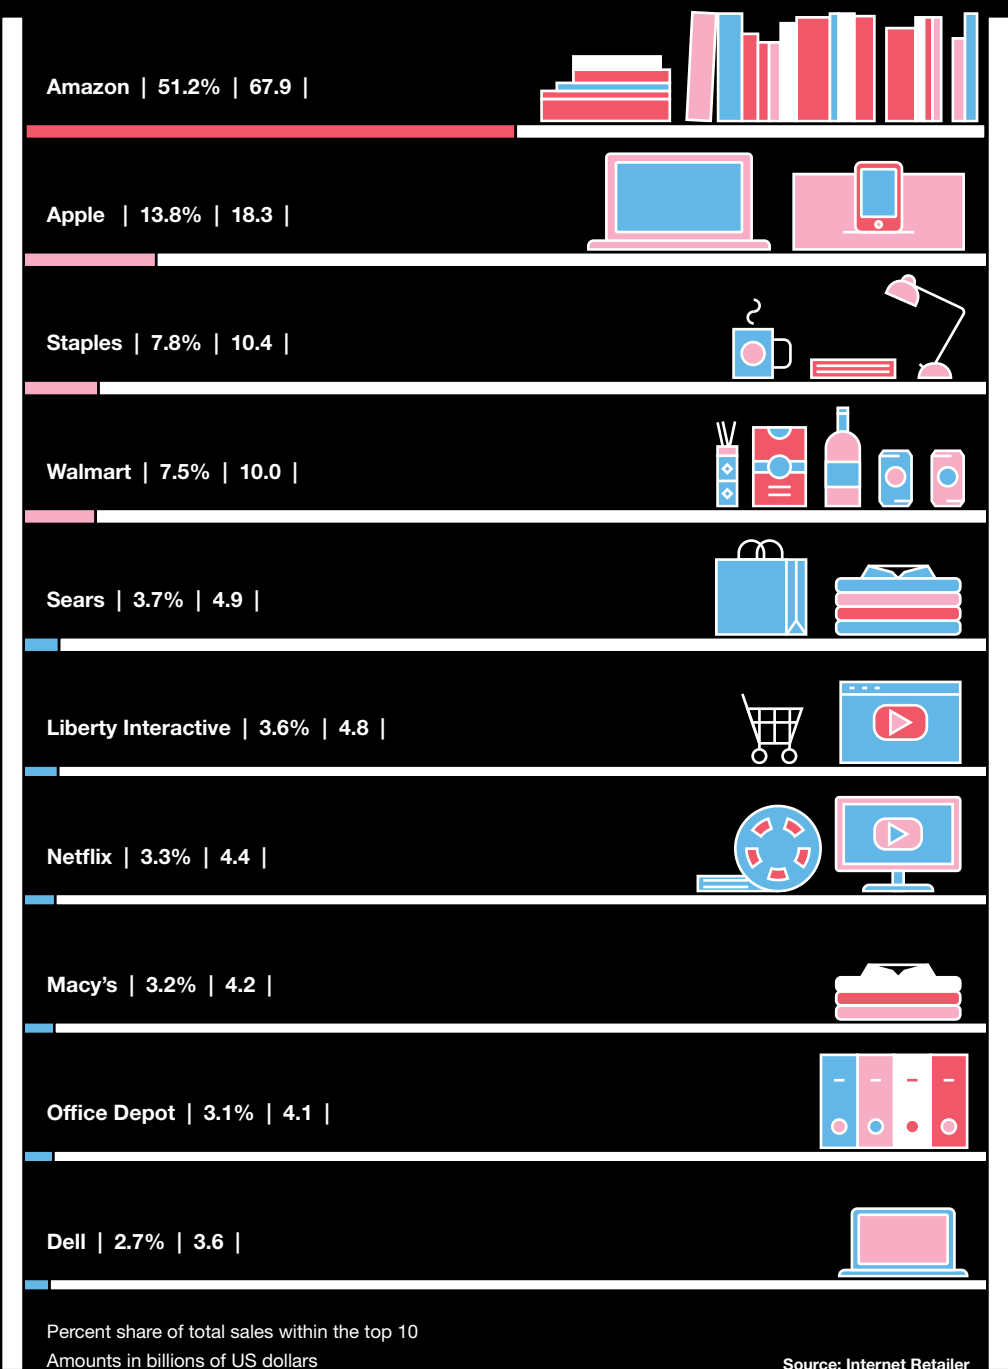 Amazon | 51.2% | 67.9 |
Apple | 13.8% | 18.3 |
Staples | 7.8% | 10.4 |
Walmart | 7.5% | 10.0 |
Sears | 3.7% | 4.9 |
Liberty Interactive | 3.6% | 4.8 |
Netflix | 3.3% | 4.4 |
Macy’s | 3.2% | 4.2 |
Office Depot | 3.1% | 4.1 |
Dell | 2.7% | 3.6 |
Percent share of total sales within the top 10
Amounts in billions of US dollars
Source: Internet Retailer